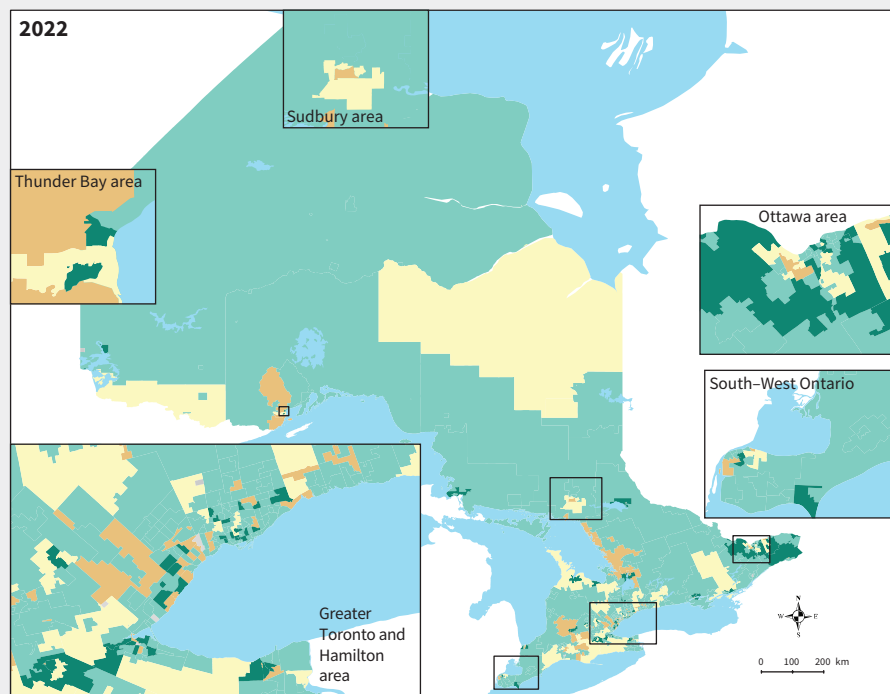 2022
Sudbury area
Thunder Bay area
Ottawa area
South–West Ontario
Greater
Toronto and
Hamilton
area
N
W E
S
0 100 200 km